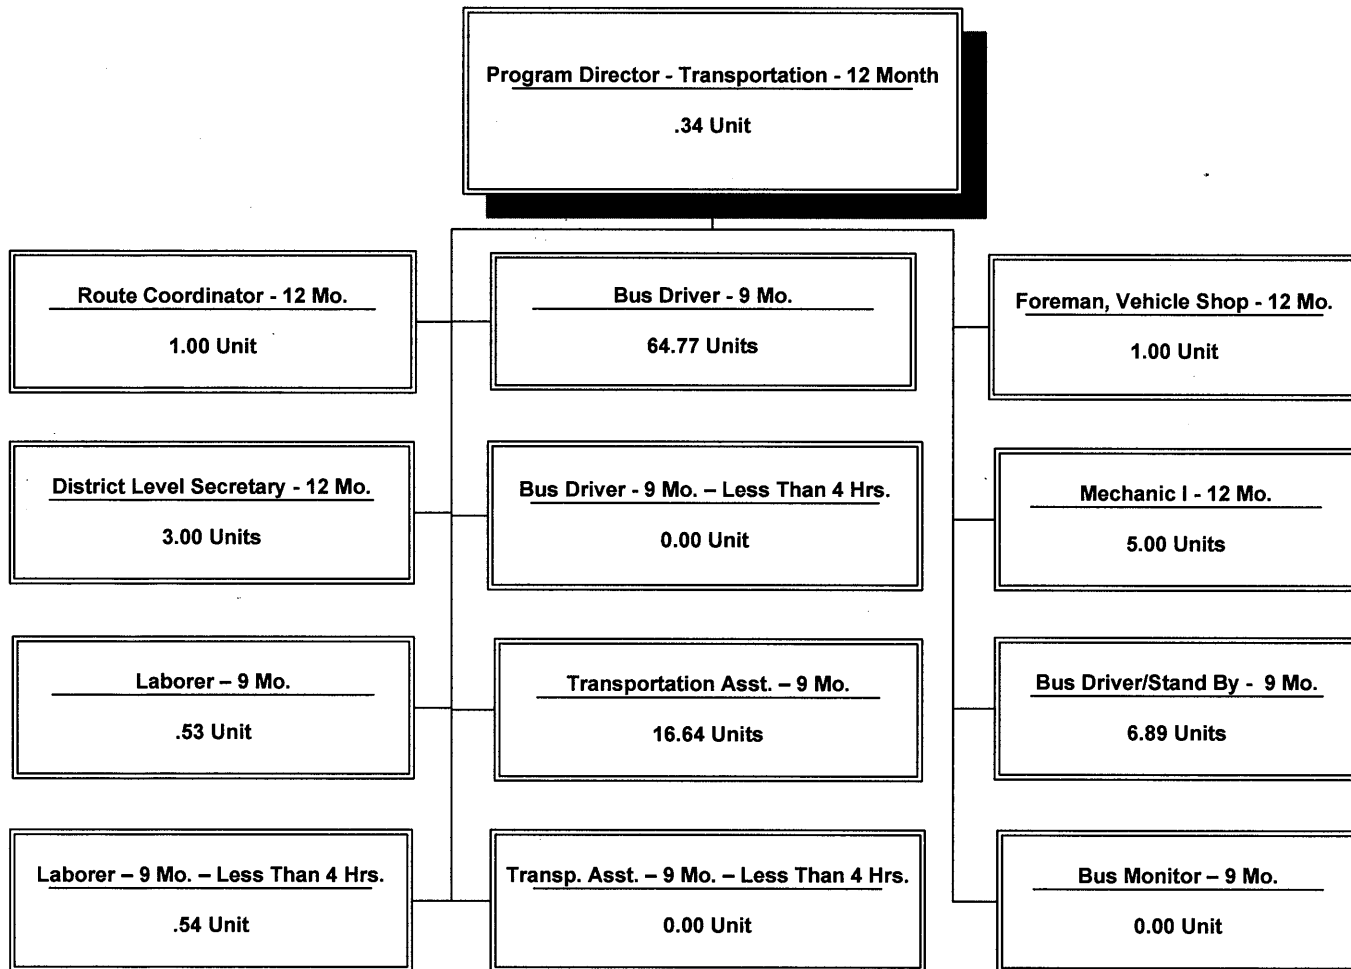 Program Director - Transportation - 12 Month
.34 Unit
Route Coordinator - 12 Mo.
1.00 Unit
Bus Driver - 9 Mo.
64.77 Units
Foreman, Vehicle Shop - 12 Mo.
1.00 Unit
District Level Secretary - 12 Mo.
3.00 Units
Bus Driver - 9 Mo. – Less Than 4 Hrs.
0.00 Unit
Mechanic I - 12 Mo.
5.00 Units
Laborer – 9 Mo.
.53 Unit
Transportation Asst. – 9 Mo.
16.64 Units
Bus Driver/Stand By - 9 Mo.
6.89 Units
Laborer – 9 Mo. – Less Than 4 Hrs.
.54 Unit
Transp. Asst. – 9 Mo. – Less Than 4 Hrs.
0.00 Unit
Bus Monitor – 9 Mo.
0.00 Unit